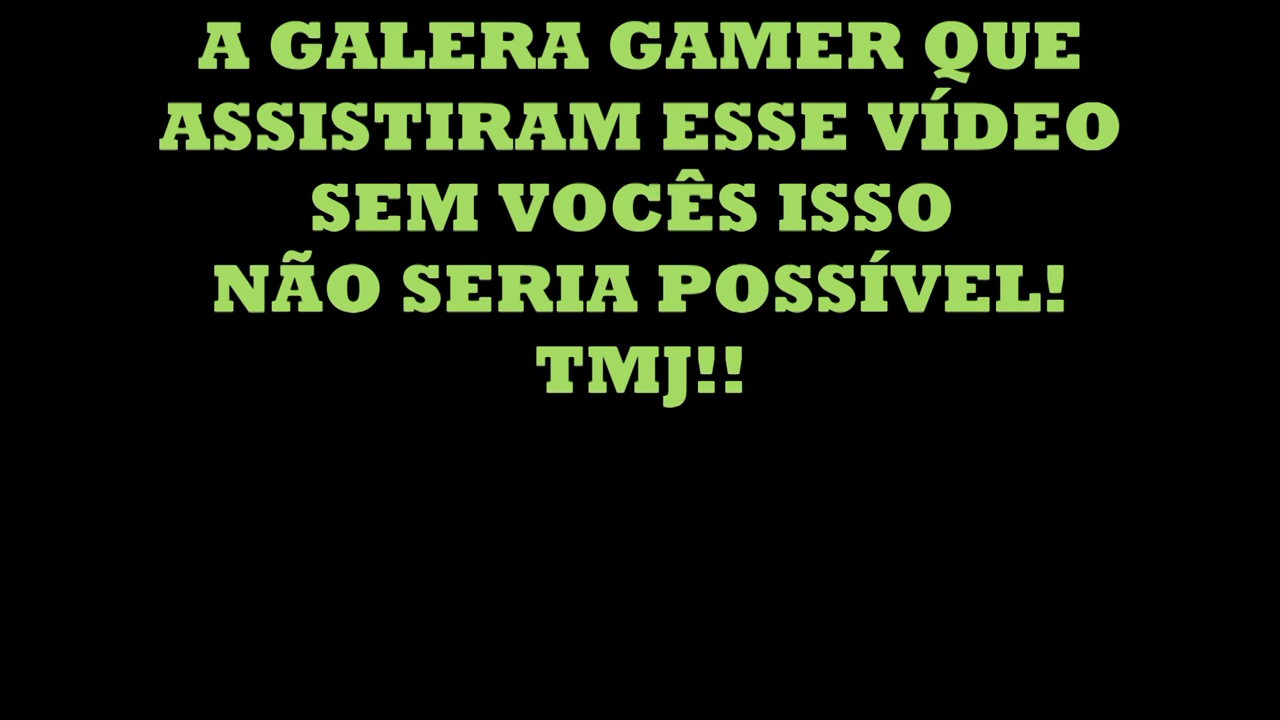 A GALERA GAMER QUE
ASSISTIRAM ESSE VÍDEO
SEM VOCÊS ISSO
NÃO SERIA POSSÍVEL!
TMJ!!